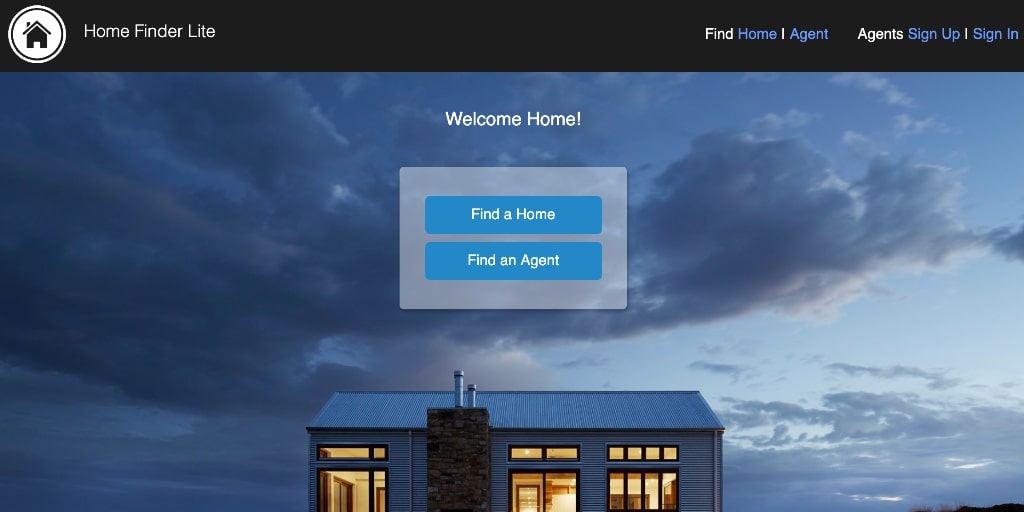 Home Finder Lite
Find Home | Agent
Agents Sign Up | Sign In
Welcome Home!
Find a Home
Find an Agent